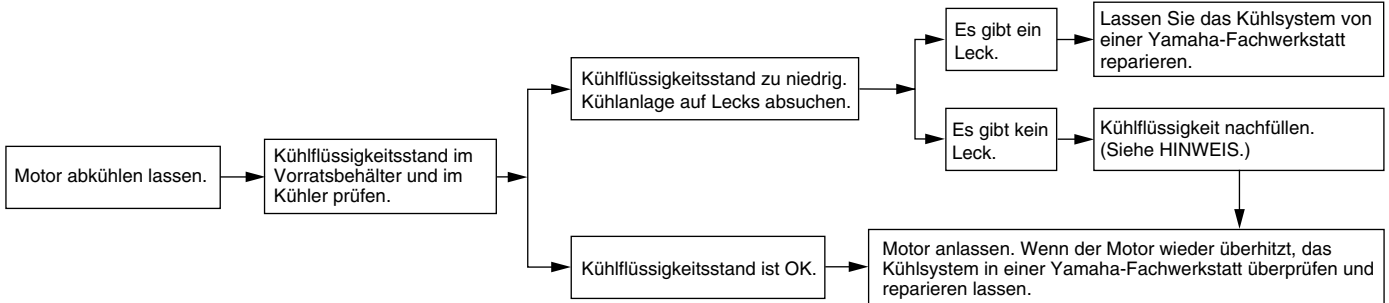 Motor abkühlen lassen.
Kühlflüssigkeitsstand im
Vorratsbehälter und im
Kühler prüfen.
Kühlflüssigkeitsstand zu niedrig.
Kühlanlage auf Lecks absuchen.
Es gibt ein
Leck.
Lassen Sie das Kühlsystem von
einer Yamaha-Fachwerkstatt
reparieren.
Es gibt kein
Leck.
Kühlflüssigkeit nachfüllen.
(Siehe HINWEIS.)
Kühlflüssigkeitsstand ist OK.
Motor anlassen. Wenn der Motor wieder überhitzt, das
Kühlsystem in einer Yamaha-Fachwerkstatt überprüfen und
reparieren lassen.